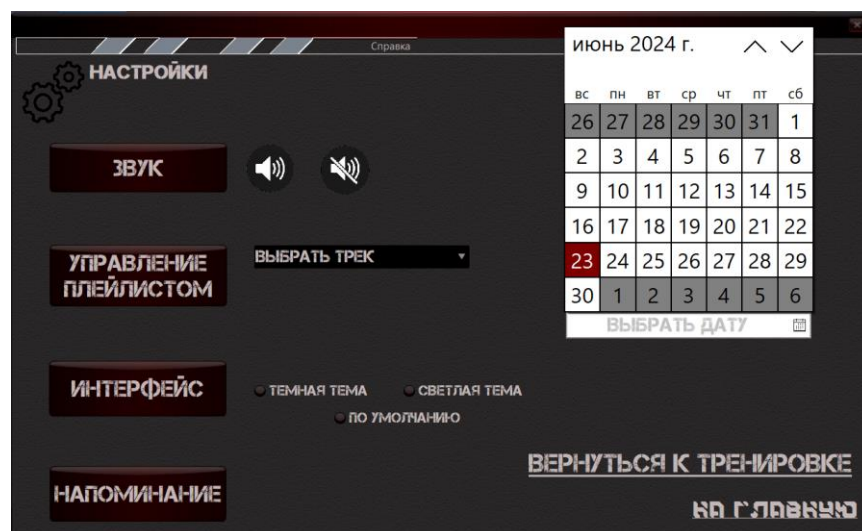 Справка
НАСТРОЙКИ
июнь 2024 г.
вс пн вт ср чт пт сб
26 27 28 29 30 31 1
2 3 4 5 6 7 8
9 10 11 12 13 14 15
16 17 18 19 20 21 22
23 24 25 26 27 28 29
30 1 2 3 4 5 6
ВЫБРАТЬ ДАТУ
ЗВУК
УПРАВЛЕНИЕ
ПЛЕЙЛИСТОМ
ВЫБРАТЬ ТРЕК
ИНТЕРФЕЙС
ТЕМНАЯ ТЕМА
СВЕТЛАЯ ТЕМА
ПО УМОЛЧАНИЮ
НАПОМИНАНИЕ
ВЕРНУТЬСЯ К ТРЕНИРОВКЕ
НА ГЛАВНУЮ